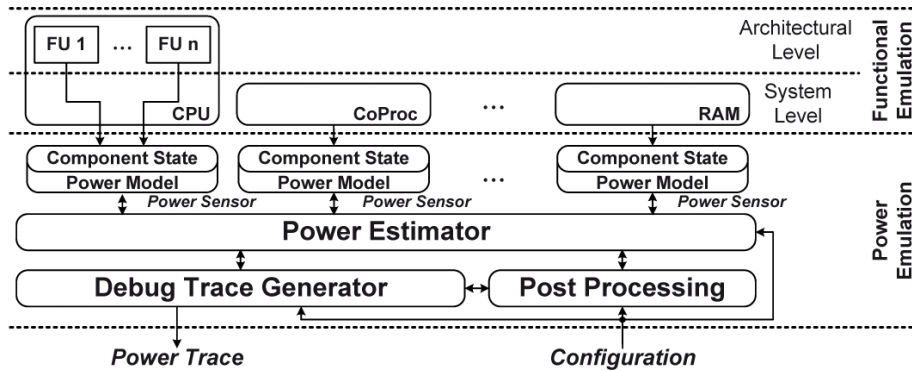 FU 1 ... FU n
Architectural
Level
CPU
CoProc
...
RAM
System
Level
Functional
Emulation
Component State
Power Model
Component State
Power Model
...
Component State
Power Model
Power Sensor
Power Sensor
Power Sensor
Power Estimator
Debug Trace Generator
Post Processing
Power
Emulation
Power Trace
Configuration